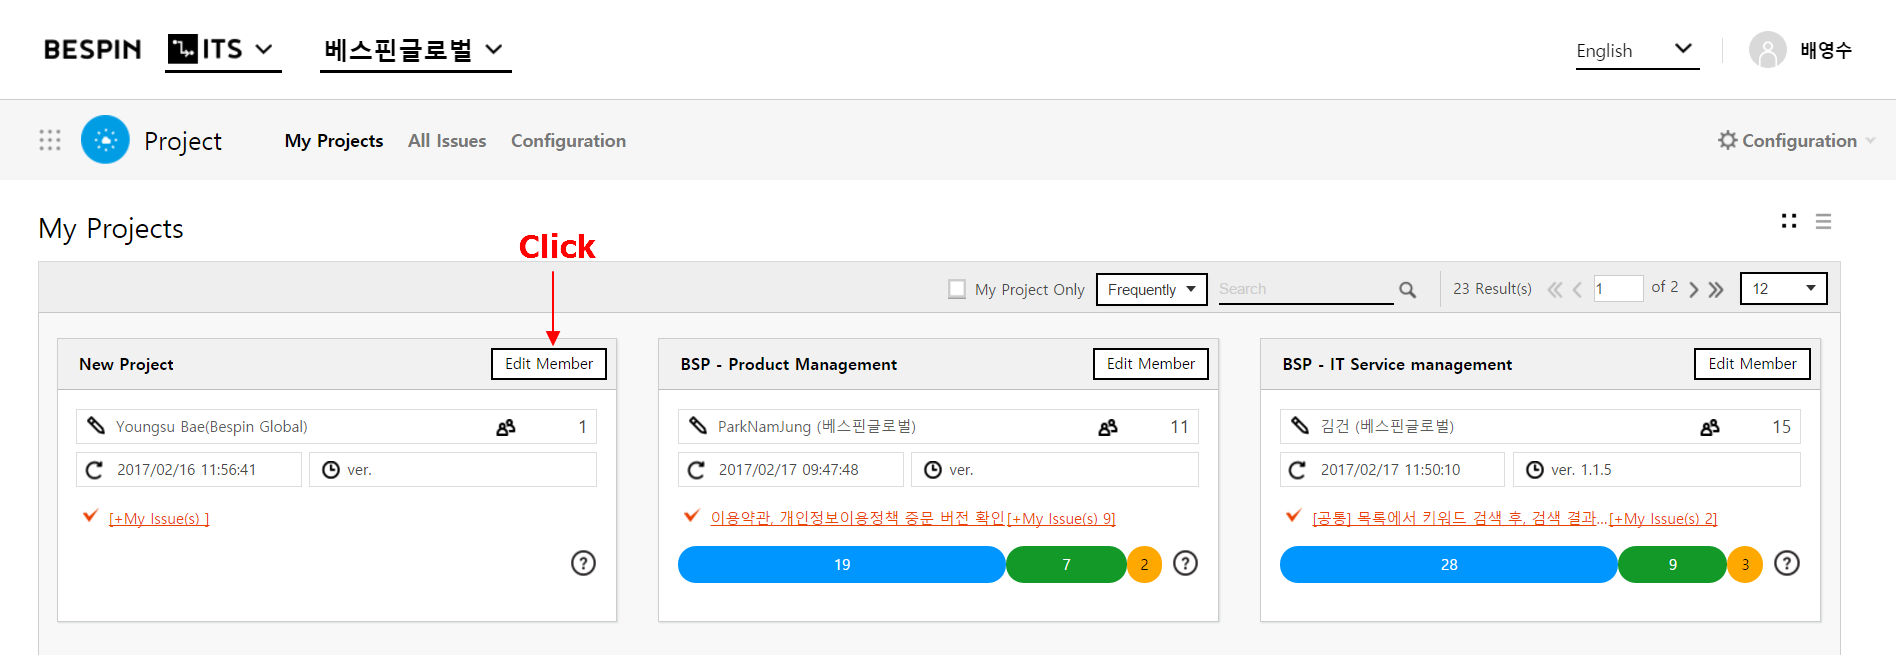 BESPIN ITS 베스핀글로벌 English 배영수
Project My Projects All Issues Configuration Configuration
My Projects
Click
My Project Only Frequently Search 23 Result(s) 1 of 2 12
New Project Edit Member
Youngsu Bae(Bespin Global) 1
2017/02/16 11:56:41 ver.
[+My Issue(s) ]
?
BSP - Product Management Edit Member
ParkNamJung (베스핀글로벌) 11
2017/02/17 09:47:48 ver.
이용약관, 개인정보이용정책 중문 버전 확인[+My Issue(s) 9]
19 7 2 ?
BSP - IT Service management Edit Member
김건 (베스핀글로벌) 15
2017/02/17 11:50:10 ver. 1.1.5
[공통] 목록에서 키워드 검색 후, 검색 결과...[+My Issue(s) 2]
28 9 3 ?